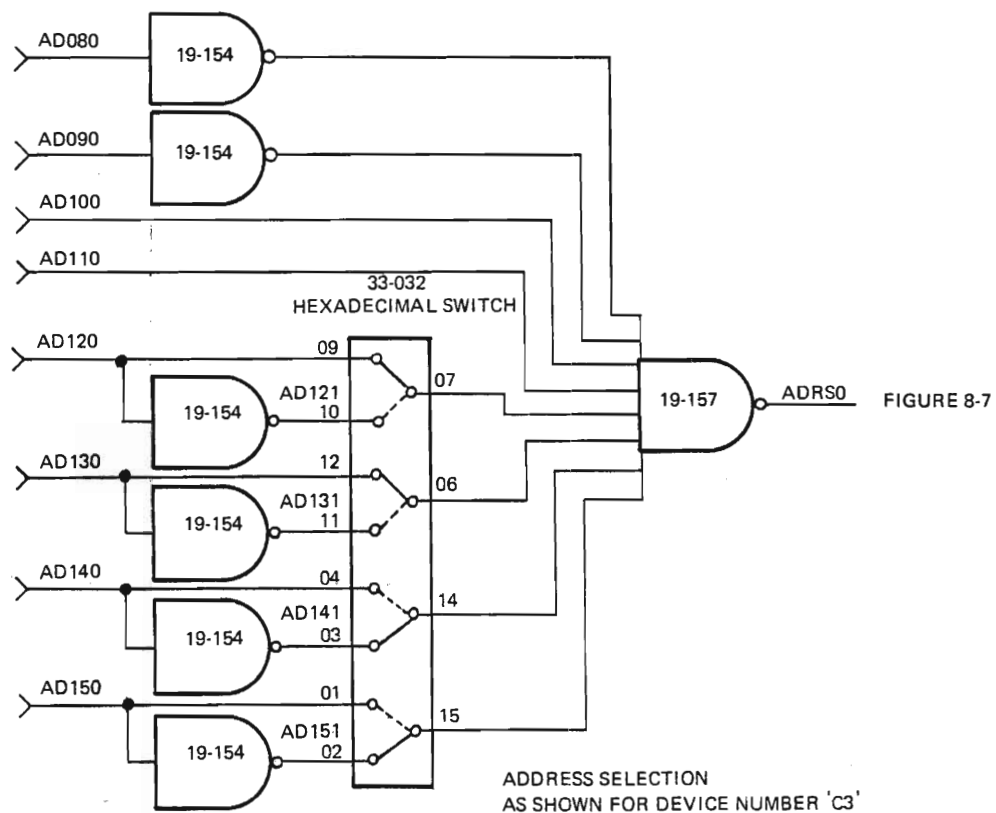 AD080
19-154
AD090
19-154
AD100
AD110
33-032
HEXADECIMAL SWITCH
AD120
09
07
19-154
AD121
10
19-157
ADRS0
FIGURE 8-7
AD130
12
06
19-154
AD131
11
AD140
04
14
19-154
AD141
03
AD150
01
15
19-154
AD151
02
ADDRESS SELECTION
AS SHOWN FOR DEVICE NUMBER 'C3'